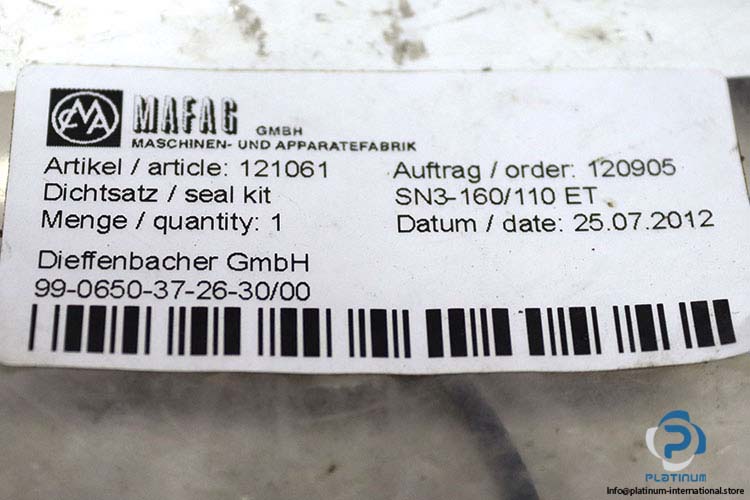 CMA MAFAG GMBH
MASCHINEN- UND APPARATEFABRIK
Artikel / article: 121061 Auftrag / order: 120905
Dichtsatz / seal kit SN3-160/110 ET
Menge / quantity: 1 Datum / date: 25.07.2012
Dieffenbacher GmbH
99-0650-37-26-30/00
PLATINUM
Info@platinum-international.store